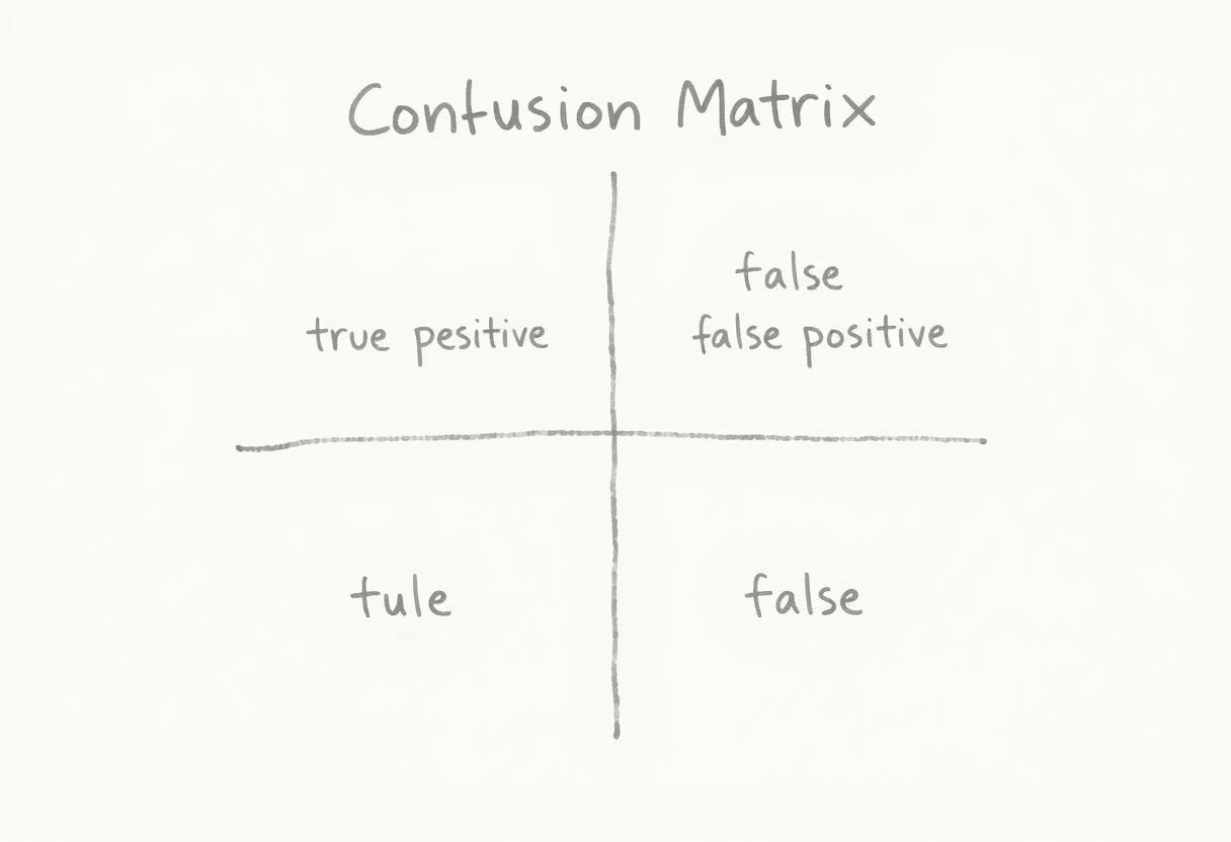 Confusion Matrix
false
true pesitive false positive
tule false